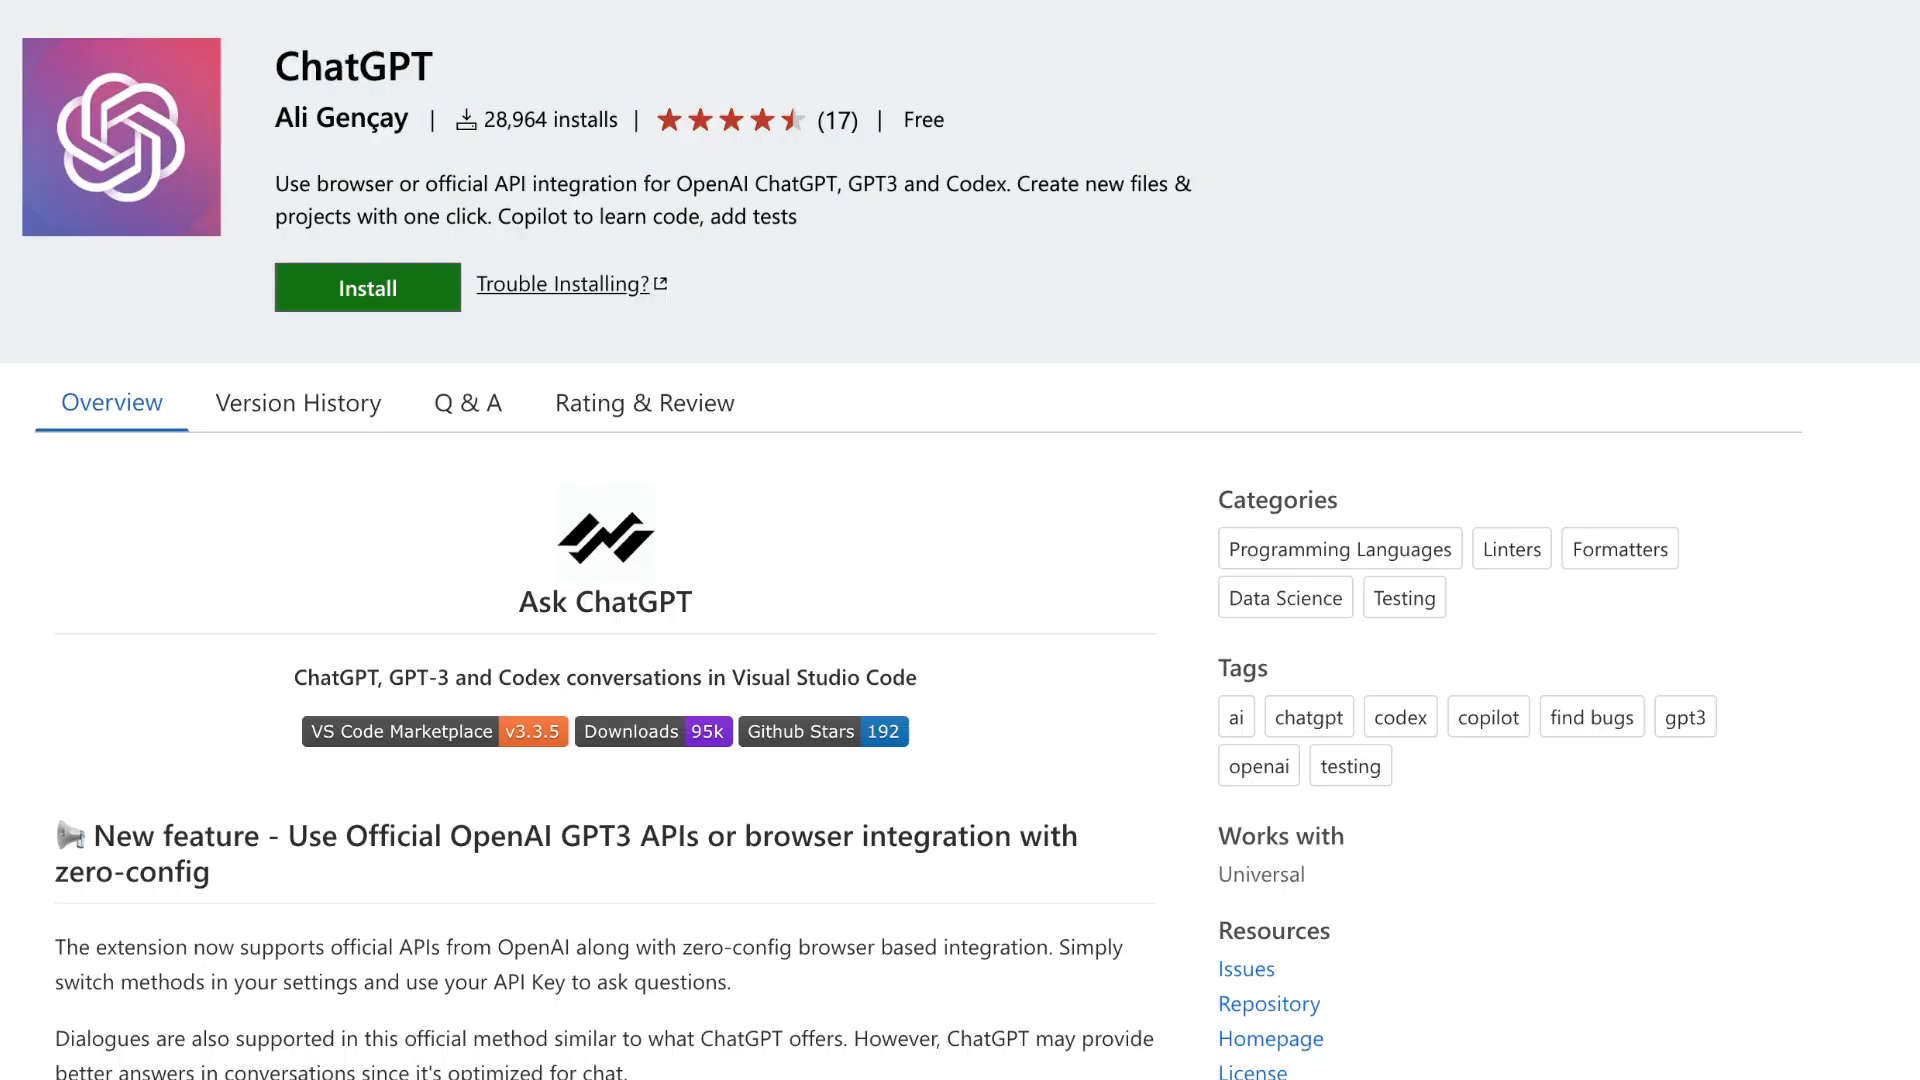 ChatGPT
Ali Gençay | 28,964 installs | (17) | Free
Use browser or official API integration for OpenAI ChatGPT, GPT3 and Codex. Create new files &
projects with one click. Copilot to learn code, add tests
Install Trouble Installing?
Overview Version History Q & A Rating & Review
Ask ChatGPT
ChatGPT, GPT-3 and Codex conversations in Visual Studio Code
VS Code Marketplace v3.3.5 Downloads 95k Github Stars 192
New feature - Use Official OpenAI GPT3 APIs or browser integration with
zero-config
The extension now supports official APIs from OpenAI along with zero-config browser based integration. Simply
switch methods in your settings and use your API Key to ask questions.
Dialogues are also supported in this official method similar to what ChatGPT offers. However, ChatGPT may provide
better answers in conversations since it's optimized for chat.
Categories
Programming Languages Linters Formatters
Data Science Testing
Tags
ai chatgpt codex copilot find bugs gpt3
openai testing
Works with
Universal
Resources
Issues
Repository
Homepage
License